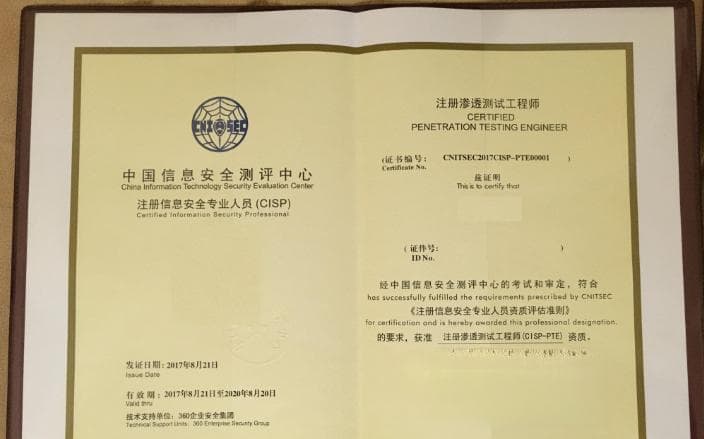 CNITSEC
中国信息安全测评中心
China Information Technology Security Evaluation Center
注册信息安全专业人员(CISP)
Certified Information Security Professional
发证日期:2017年8月21日
Issue Date
有效期:2017年8月21日至2020年8月20日
Valid thru
技术支持单位:360企业安全集团
Technical Support Units: 360 Enterprise Security Group
注册渗透测试工程师
CERTIFIED
PENETRATION TESTING ENGINEER
(证书编号: CNITSEC2017CISP-PTE00001 )
Certificate No.
兹证明
This is to certify that
(证件号: )
ID No.
经中国信息安全测评中心的考试和审定,符合
has successfully fulfilled the requirements prescribed by CNITSEC
《注册信息安全专业人员资质评估准则》
for certification and is hereby awarded this professional designation.
的要求,获准 注册渗透测试工程师(CISP-PTE) 资质。